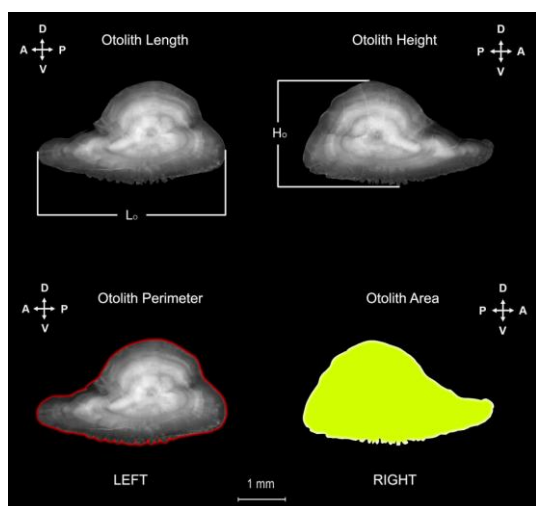 Otolith Length
Otolith Height
D
A P
V
D
P A
V
Hₒ
Lₒ
Otolith Perimeter
Otolith Area
D
A P
V
D
P A
V
LEFT
RIGHT
1 mm